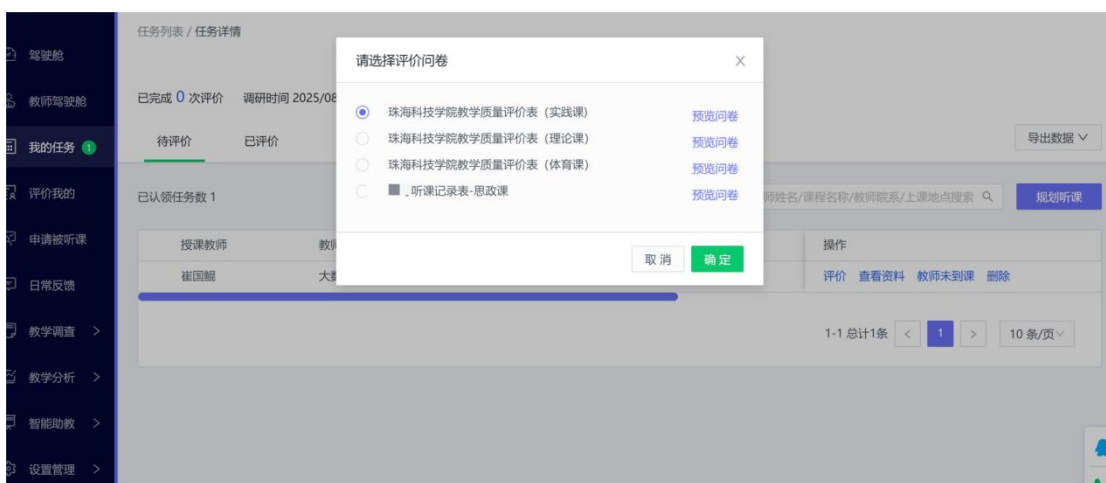 任务列表 / 任务详情
驾驶舱
教师驾驶舱
我的任务 1
评价我的
申请被听课
日常反馈
教学调查 >
教学分析 >
智能助教 >
设置管理 >
已完成 0 次评价 调研时间 2025/08
待评价 已评价
导出数据
已认领任务数 1
师姓名/课程名称/教师院系/上课地点搜索
规划听课
授课教师 教师 操作
崔国鲲 大数 评价 查看资料 教师未到课 删除
1-1 总计1条 < 1 > 10 条/页
请选择评价问卷
珠海科技学院教学质量评价表（实践课） 预览问卷
珠海科技学院教学质量评价表（理论课） 预览问卷
珠海科技学院教学质量评价表（体育课） 预览问卷
听课记录表-思政课 预览问卷
取 消 确 定